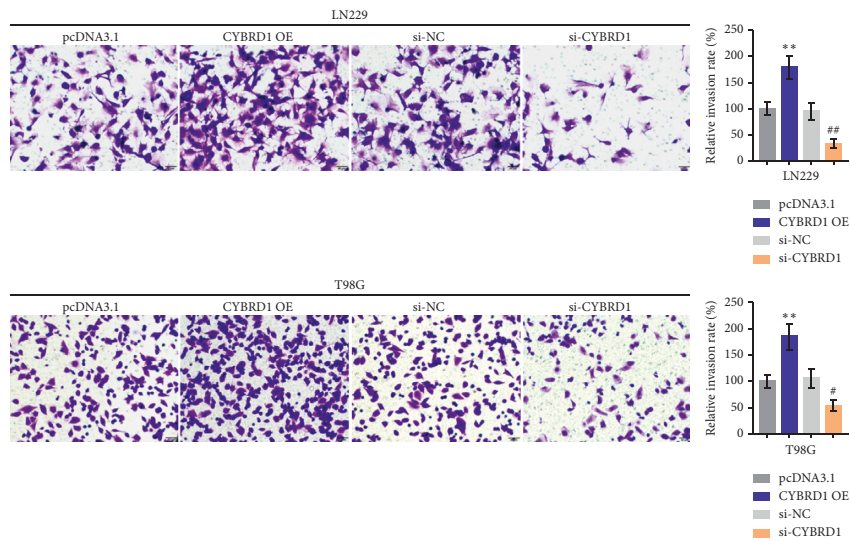 LN229
pcDNA3.1 CYBRD1 OE si-NC si-CYBRD1
Relative invasion rate (%)
250
200
150
100
50
0
**
##
LN229
pcDNA3.1
CYBRD1 OE
si-NC
si-CYBRD1
T98G
pcDNA3.1 CYBRD1 OE si-NC si-CYBRD1
Relative invasion rate (%)
250
200
150
100
50
0
**
#
T98G
pcDNA3.1
CYBRD1 OE
si-NC
si-CYBRD1